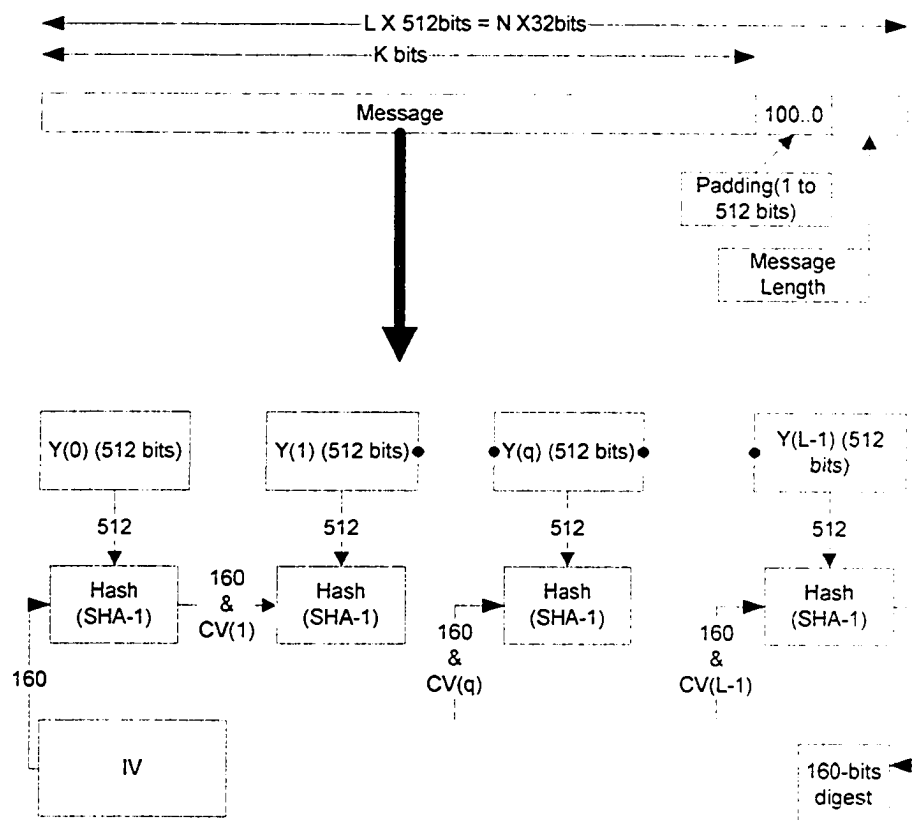 L X 512bits = N X32bits
K bits
Message
100..0
Padding(1 to
512 bits)
Message
Length
Y(0) (512 bits)
Y(1) (512 bits)
Y(q) (512 bits)
Y(L-1) (512
bits)
512
512
512
512
Hash
(SHA-1)
160
&
CV(1)
Hash
(SHA-1)
Hash
(SHA-1)
Hash
(SHA-1)
160
&
CV(q)
160
&
CV(L-1)
160
IV
160-bits
digest